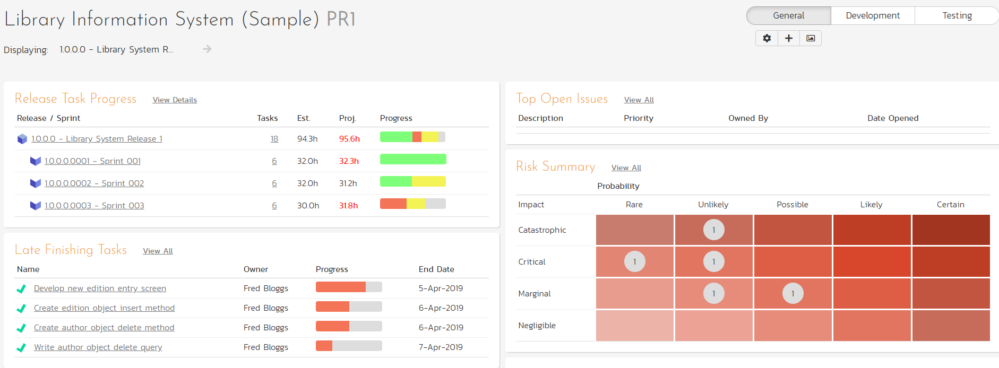 Library Information System (Sample) PR1
General Development Testing
Displaying: 1.0.0.0 - Library System R...
Release Task Progress View Details
Release / Sprint Tasks Est. Proj. Progress
1.0.0.0 - Library System Release 1 18 94.3h 95.6h
1.0.0.0.0001 - Sprint 001 6 32.0h 32.3h
1.0.0.0.0002 - Sprint 002 6 32.0h 31.2h
1.0.0.0.0003 - Sprint 003 6 30.0h 31.8h
Late Finishing Tasks View All
Name Owner Progress End Date
Develop new edition entry screen Fred Bloggs 5-Apr-2019
Create edition object insert method Fred Bloggs 6-Apr-2019
Create author object delete method Fred Bloggs 6-Apr-2019
Write author object delete query Fred Bloggs 7-Apr-2019
Top Open Issues View All
Description Priority Owned By Date Opened
Risk Summary View All
Probability
Impact Rare Unlikely Possible Likely Certain
Catastrophic 1
Critical 1 1
Marginal 1 1
Negligible